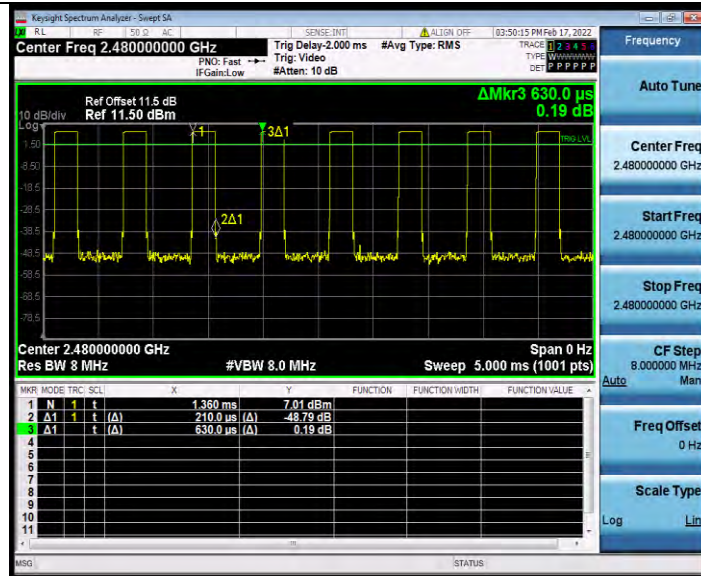 Keysight Spectrum Analyzer - Swept SA
LXI RL RF 50 Ω AC SENSE:INT ALIGN OFF 03:50:15 PM Feb 17, 2022
Center Freq 2.480000000 GHz
PNO: Fast
IFGain:Low
Trig Delay-2.000 ms
Trig: Video
#Atten: 10 dB
#Avg Type: RMS
TRACE 1 2 3 4 5 6
TYPE WWWWWW
DET P P P P P P
ΔMkr3 630.0 µs
0.19 dB
Ref Offset 11.5 dB
10 dB/div Ref 11.50 dBm
Log
1.50
-8.50
-18.5
-28.5
-38.5
-48.5
-58.5
-68.5
-78.5
1
3Δ1
2Δ1
TRIG LVL
Center 2.480000000 GHz Span 0 Hz
Res BW 8 MHz #VBW 8.0 MHz Sweep 5.000 ms (1001 pts)
MKR MODE TRC SCL X Y FUNCTION FUNCTION WIDTH FUNCTION VALUE
1 N 1 t 1.360 ms 7.01 dBm
2 Δ1 1 t (Δ) 210.0 µs (Δ) -48.79 dB
3 Δ1 t (Δ) 630.0 µs (Δ) 0.19 dB
4
5
6
7
8
9
10
11
MSG STATUS
Frequency
Auto Tune
Center Freq
2.480000000 GHz
Start Freq
2.480000000 GHz
Stop Freq
2.480000000 GHz
CF Step
8.000000 MHz
Auto Man
Freq Offset
0 Hz
Scale Type
Log Lin